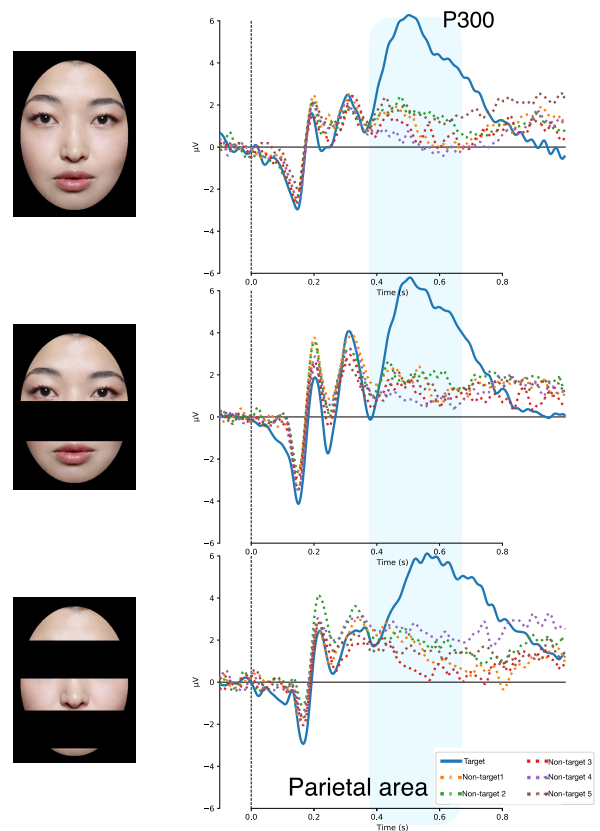 P300
6
4
2
0
−2
−4
−6
μV
0.0 0.2 0.4 0.6 0.8
Time (s)
6
4
2
0
−2
−4
−6
μV
0.0 0.2 0.4 0.6 0.8
Time (s)
6
4
2
0
−2
−4
−6
μV
0.0 0.2 0.4 0.6 0.8
Time (s)
Parietal area
Target
Non-target1
Non-target 2
Non-target 3
Non-target 4
Non-target 5